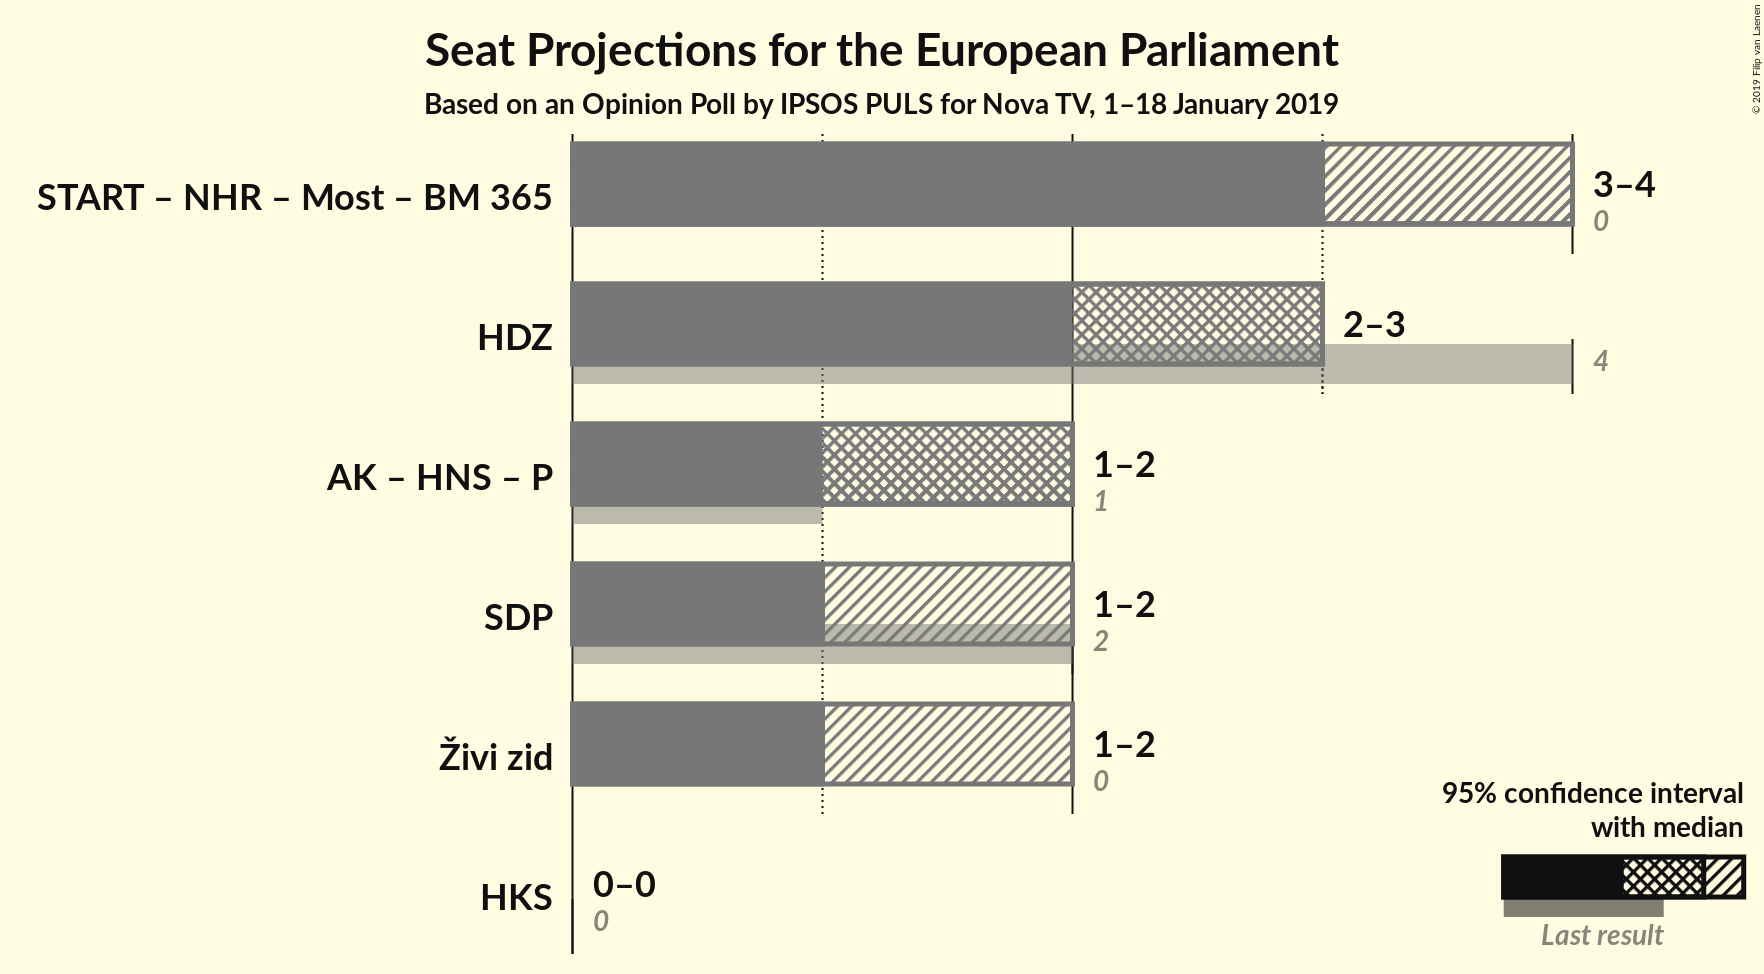 Seat Projections for the European Parliament
Based on an Opinion Poll by IPSOS PULS for Nova TV, 1–18 January 2019
© 2019 Filip van Laenen
START – NHR – Most – BM 365
3–4
0
HDZ
2–3
4
AK – HNS – P
1–2
1
SDP
1–2
2
Živi zid
1–2
0
HKS
0–0
0
95% confidence interval
with median
Last result